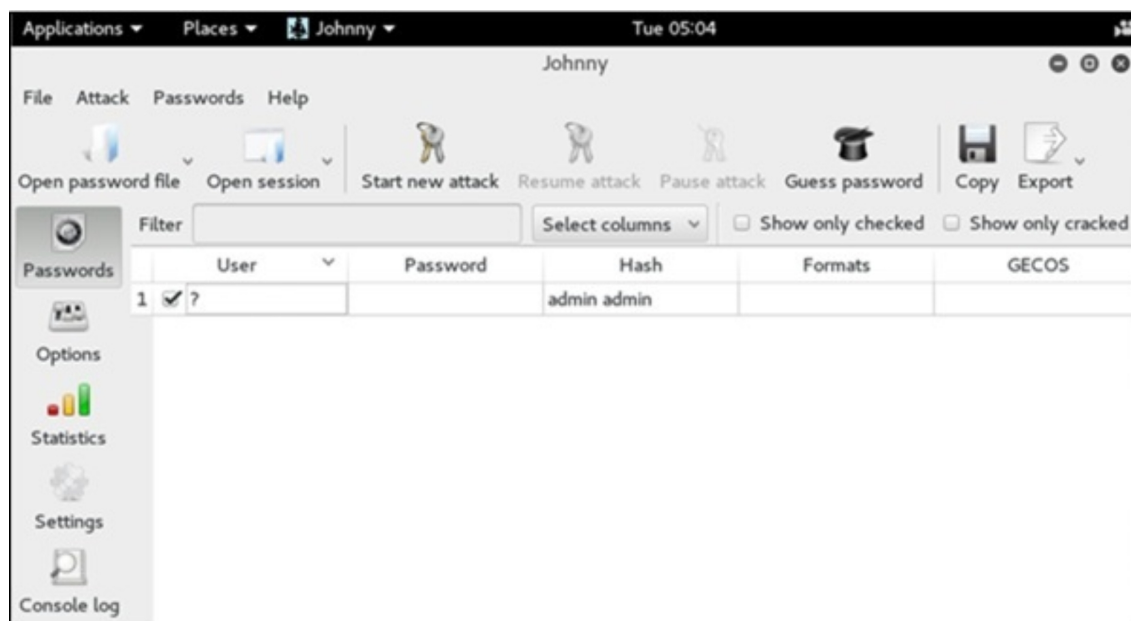 Applications Places Johnny Tue 05:04
Johnny
File Attack Passwords Help
Open password file Open session Start new attack Resume attack Pause attack Guess password Copy Export
Passwords
Filter Select columns Show only checked Show only cracked
User Password Hash Formats GECOS
1 ? admin admin
Options
Statistics
Settings
Console log